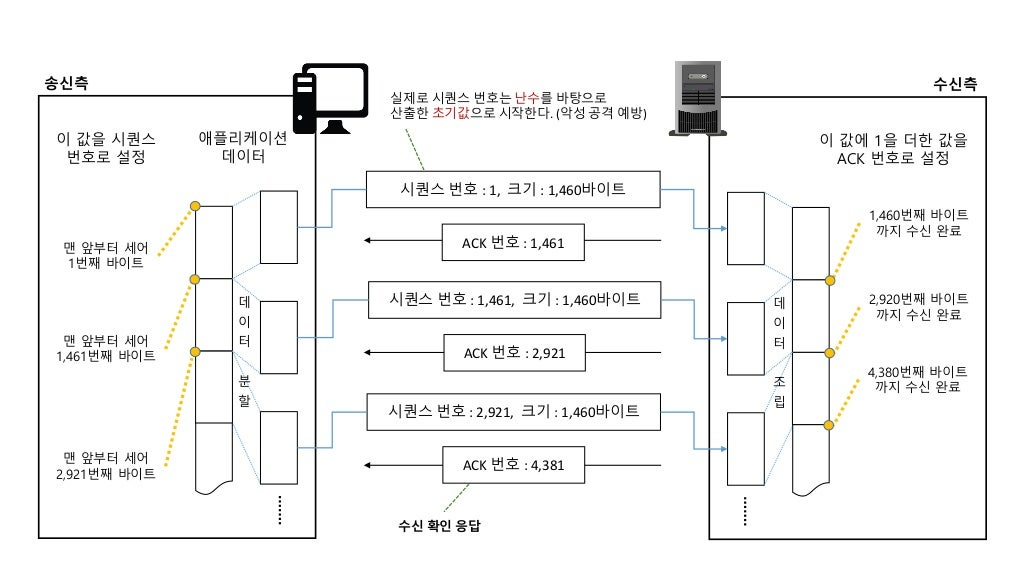 송신측
수신측
실제로 시퀀스 번호는 난수를 바탕으로
산출한 초기값으로 시작한다. (악성 공격 예방)
이 값을 시퀀스
번호로 설정
애플리케이션
데이터
이 값에 1을 더한 값을
ACK 번호로 설정
시퀀스 번호 : 1, 크기 : 1,460바이트
ACK 번호 : 1,461
시퀀스 번호 : 1,461, 크기 : 1,460바이트
ACK 번호 : 2,921
시퀀스 번호 : 2,921, 크기 : 1,460바이트
ACK 번호 : 4,381
수신 확인 응답
맨 앞부터 세어
1번째 바이트
맨 앞부터 세어
1,461번째 바이트
맨 앞부터 세어
2,921번째 바이트
데이터
분할
데이터
조립
1,460번째 바이트
까지 수신 완료
2,920번째 바이트
까지 수신 완료
4,380번째 바이트
까지 수신 완료